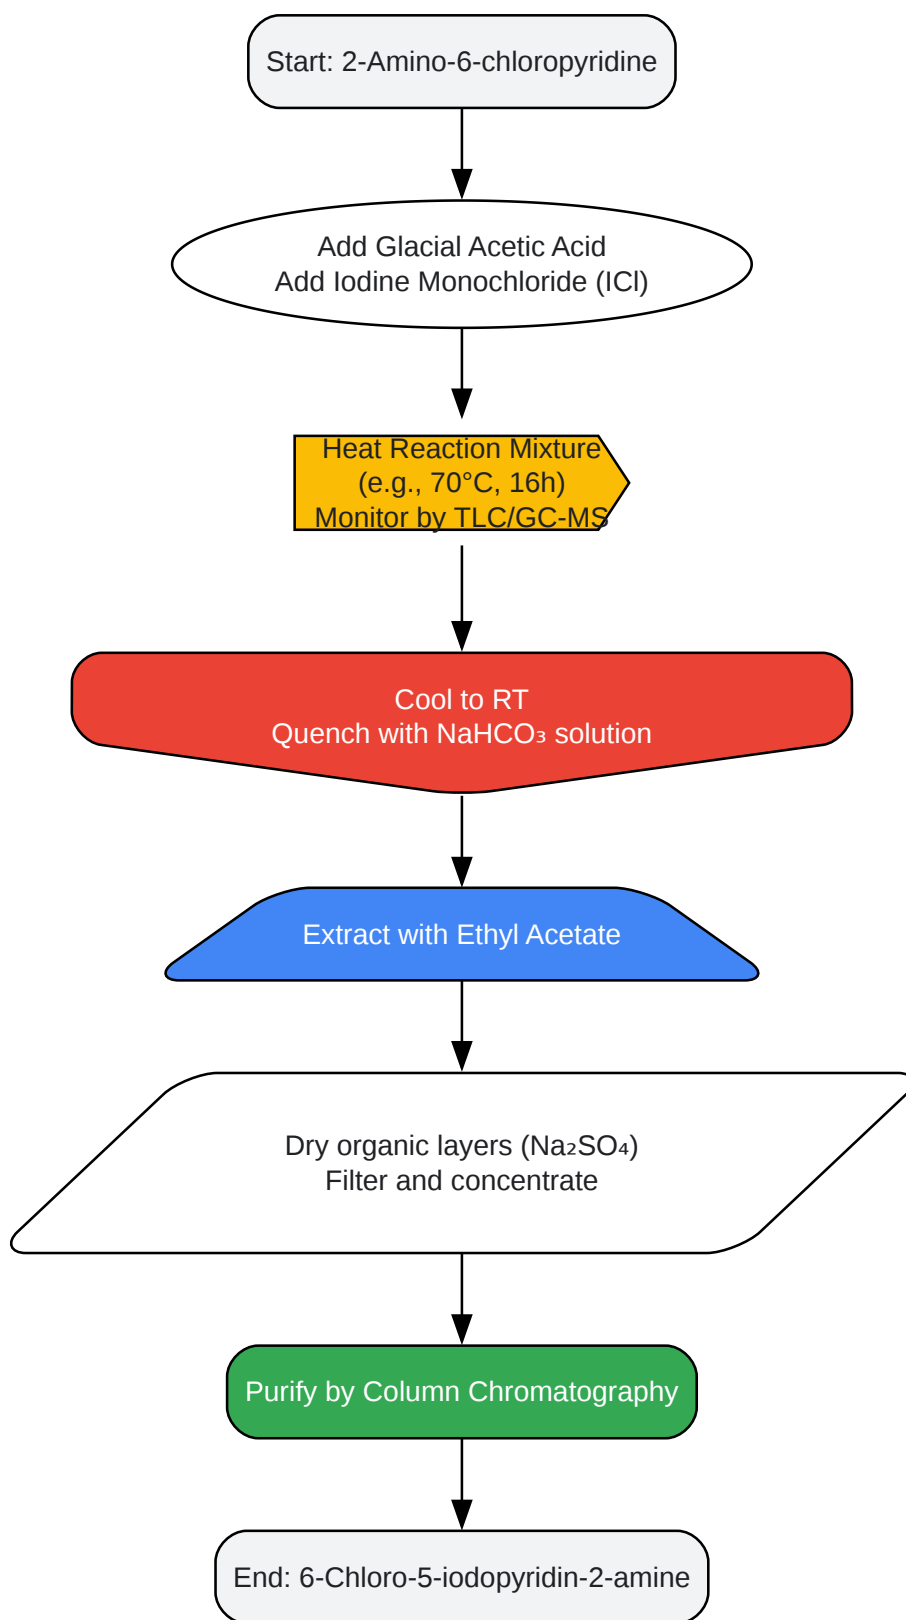 Start: 2-Amino-6-chloropyridine
Add Glacial Acetic Acid
Add Iodine Monochloride (ICl)
Heat Reaction Mixture
(e.g., 70°C, 16h)
Monitor by TLC/GC-MS
Cool to RT
Quench with NaHCO₃ solution
Extract with Ethyl Acetate
Dry organic layers (Na₂SO₄)
Filter and concentrate
Purify by Column Chromatography
End: 6-Chloro-5-iodopyridin-2-amine